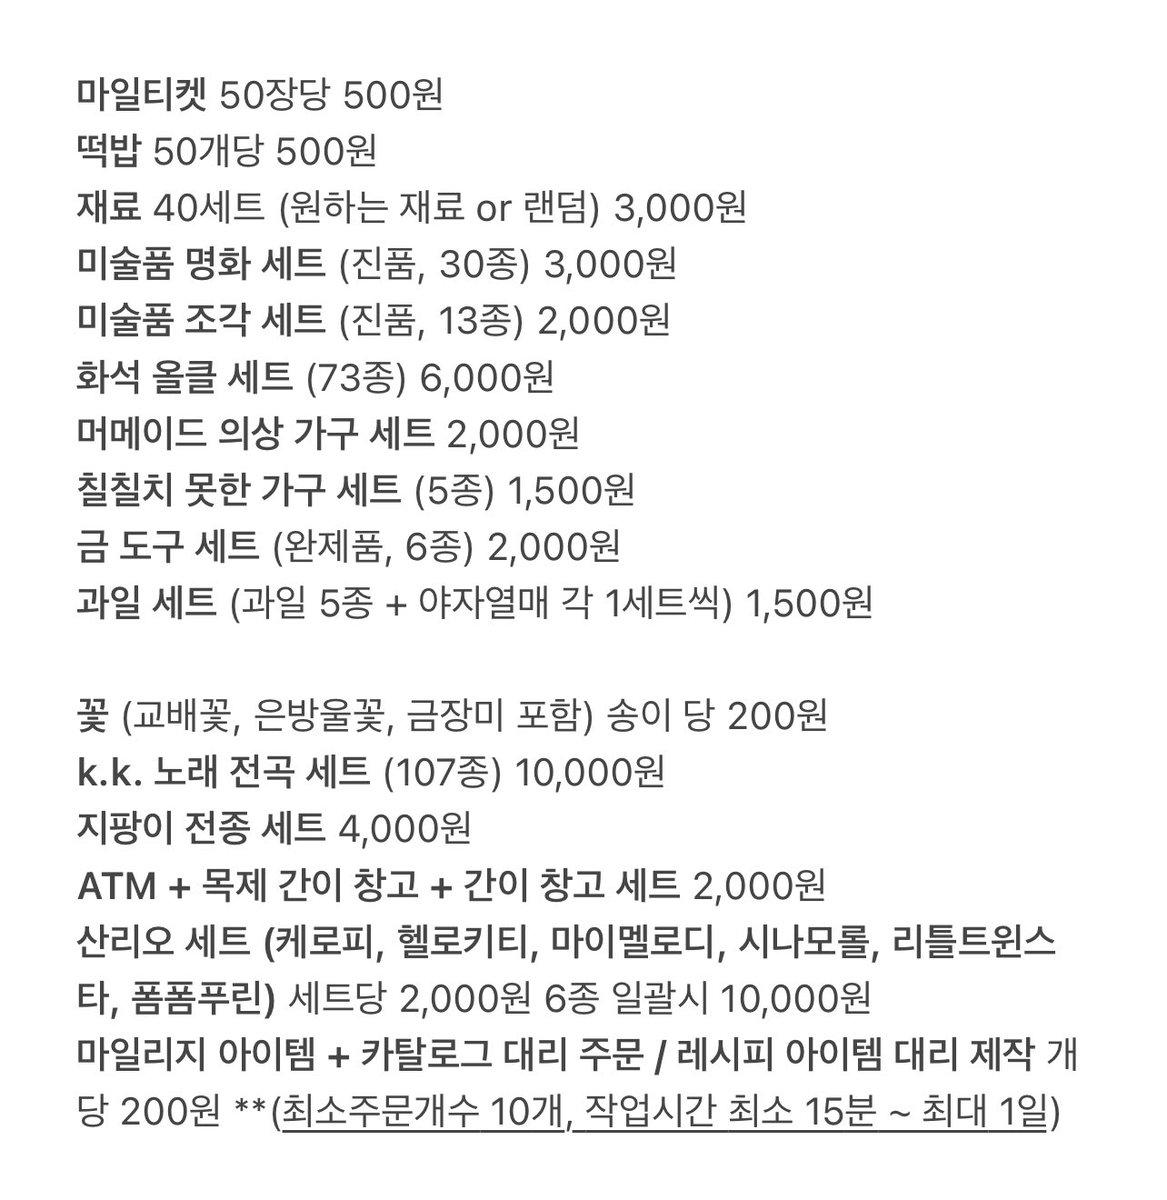 마일티켓 50장당 500원
떡밥 50개당 500원
재료 40세트 (원하는 재료 or 랜덤) 3,000원
미술품 명화 세트 (진품, 30종) 3,000원
미술품 조각 세트 (진품, 13종) 2,000원
화석 올클 세트 (73종) 6,000원
머메이드 의상 가구 세트 2,000원
칠칠치 못한 가구 세트 (5종) 1,500원
금 도구 세트 (완제품, 6종) 2,000원
과일 세트 (과일 5종 + 야자열매 각 1세트씩) 1,500원
꽃 (교배꽃, 은방울꽃, 금장미 포함) 송이 당 200원
k.k. 노래 전곡 세트 (107종) 10,000원
지팡이 전종 세트 4,000원
ATM + 목제 간이 창고 + 간이 창고 세트 2,000원
산리오 세트 (케로피, 헬로키티, 마이멜로디, 시나모롤, 리틀트윈스
타, 폼폼푸린) 세트당 2,000원 6종 일괄시 10,000원
마일리지 아이템 + 카탈로그 대리 주문 / 레시피 아이템 대리 제작 개
당 200원 **(최소주문개수 10개, 작업시간 최소 15분 ~ 최대 1일)